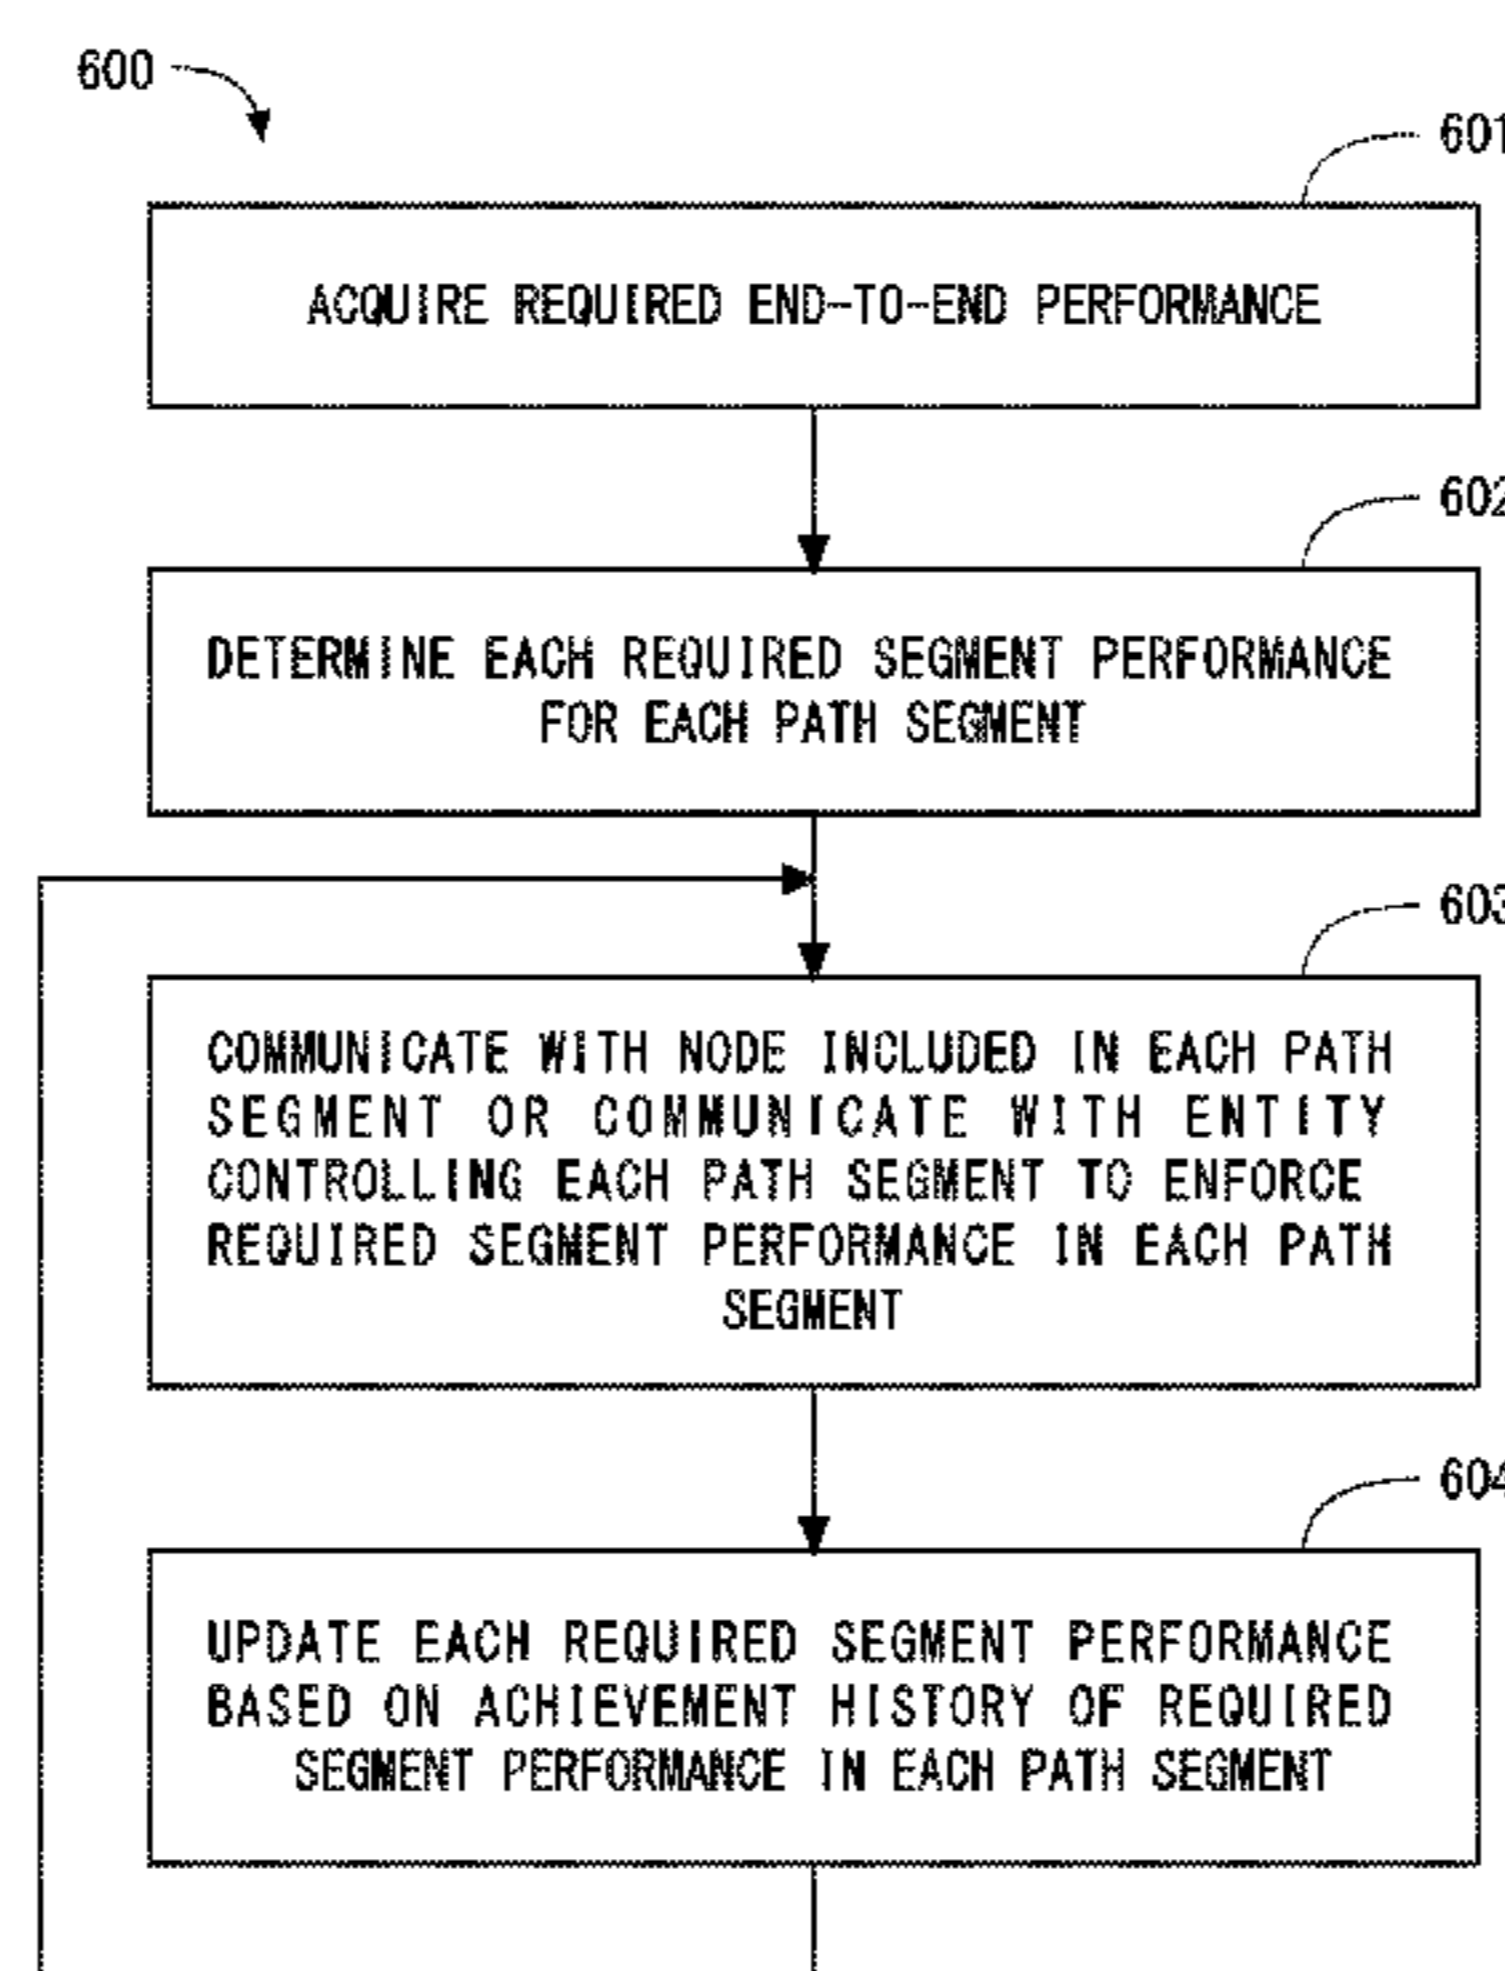 600
601
ACQUIRE REQUIRED END-TO-END PERFORMANCE
602
DETERMINE EACH REQUIRED SEGMENT PERFORMANCE
FOR EACH PATH SEGMENT
603
COMMUNICATE WITH NODE INCLUDED IN EACH PATH
SEGMENT OR COMMUNICATE WITH ENTITY
CONTROLLING EACH PATH SEGMENT TO ENFORCE
REQUIRED SEGMENT PERFORMANCE IN EACH PATH
SEGMENT
604
UPDATE EACH REQUIRED SEGMENT PERFORMANCE
BASED ON ACHIEVEMENT HISTORY OF REQUIRED
SEGMENT PERFORMANCE IN EACH PATH SEGMENT